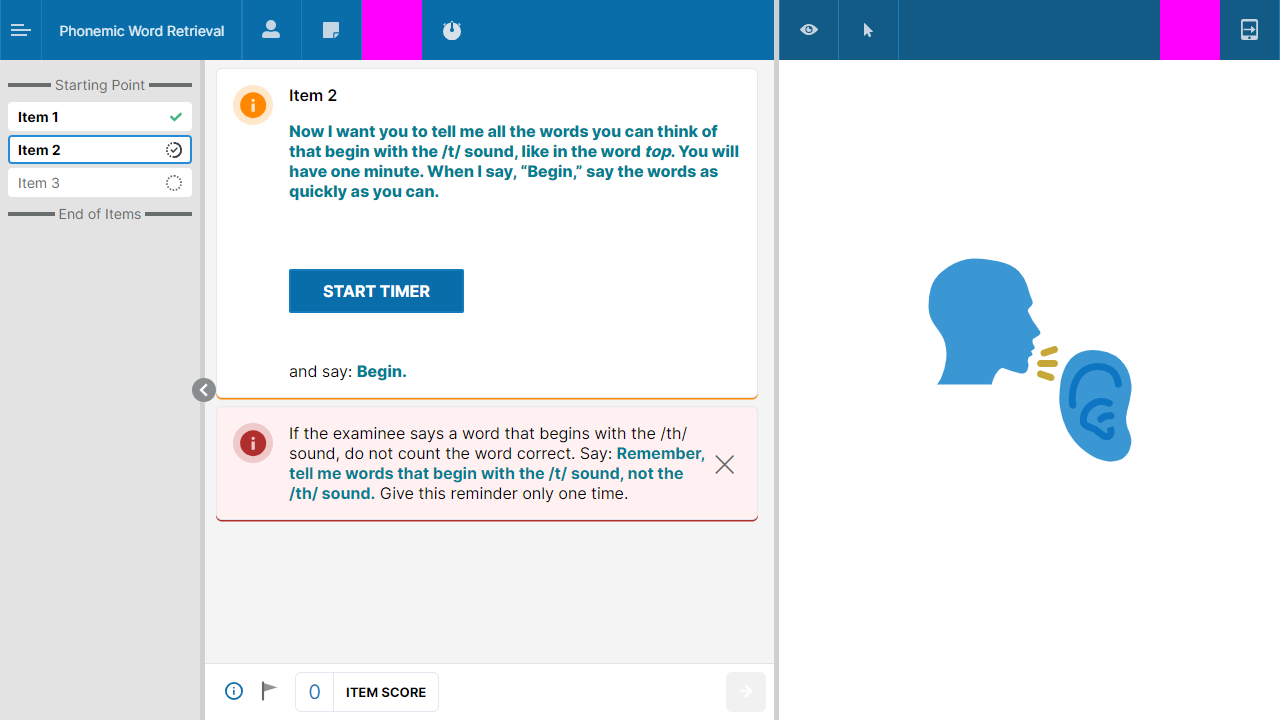 Phonemic Word Retrieval
Starting Point
Item 1
Item 2
Item 3
End of Items
Item 2
Now I want you to tell me all the words you can think of
that begin with the /t/ sound, like in the word top. You will
have one minute. When I say, “Begin,” say the words as
quickly as you can.
START TIMER
and say: Begin.
If the examinee says a word that begins with the /th/
sound, do not count the word correct. Say: Remember,
tell me words that begin with the /t/ sound, not the
/th/ sound. Give this reminder only one time.
0 ITEM SCORE